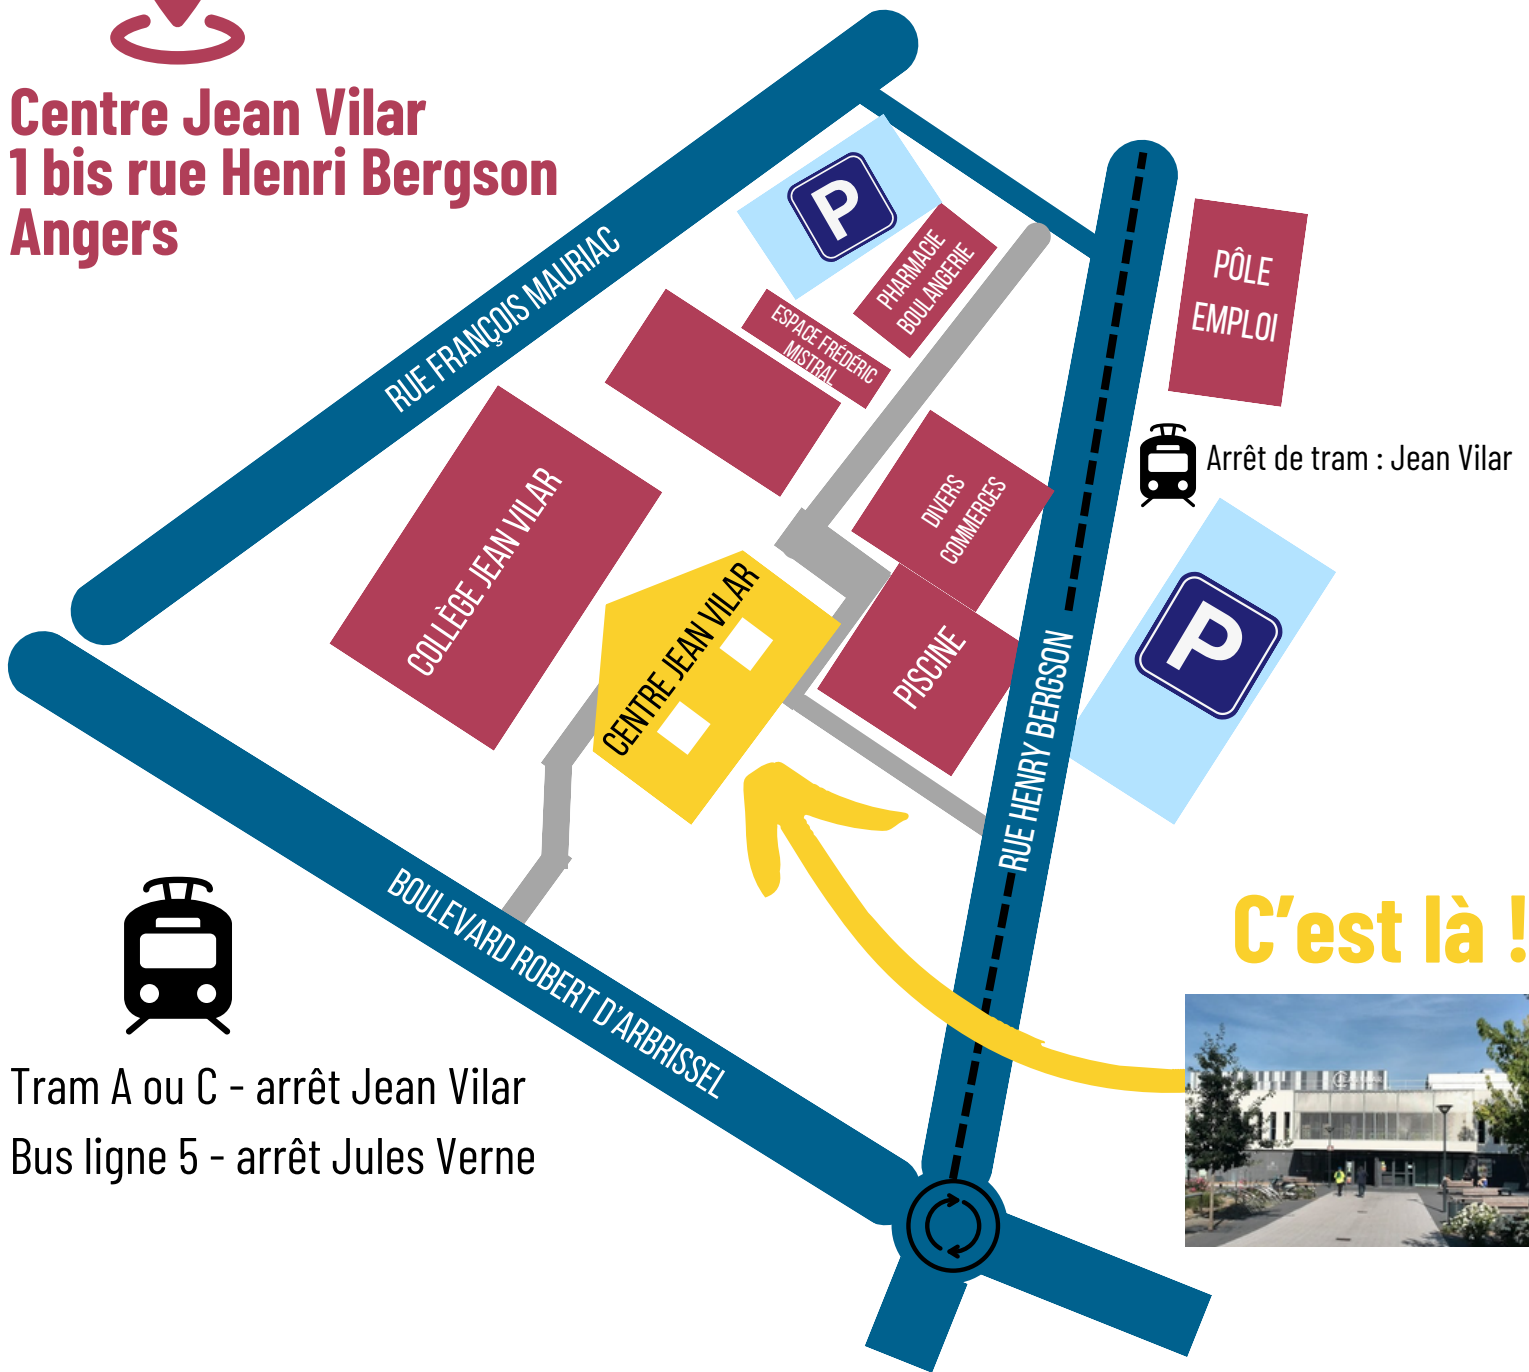 Centre Jean Vilar
1 bis rue Henri Bergson
Angers
RUE FRANÇOIS MAURIAC
P
PHARMACIE
BOULANGERIE
ESPACE FRÉDÉRIC
MISTRAL
PÔLE
EMPLOI
Arrêt de tram : Jean Vilar
DIVERS
COMMERCES
COLLÈGE JEAN VILAR
CENTRE JEAN VILAR
PISCINE
P
RUE HENRY BERGSON
BOULEVARD ROBERT D'ARBRISSEL
C'est là !
Tram A ou C - arrêt Jean Vilar
Bus ligne 5 - arrêt Jules Verne